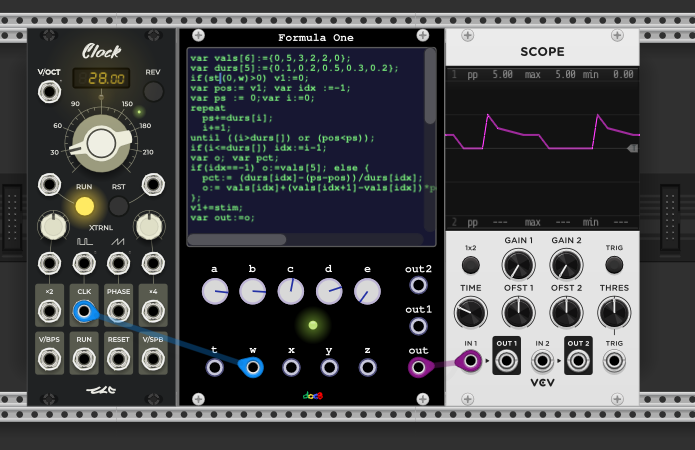 Clock
V/OCT
28.00
REV
90
150
60
180
30
210
RUN
RST
XTRNL
×2
CLK
PHASE
×4
V/BPS
RUN
RESET
V/SPB
Formula One
var vals[6]:={0,5,3,2,2,0};
var durs[5]:={0.1,0.2,0.5,0.3,0.2};
if(st(0,w)>0) v1:=0;
var pos:= v1; var idx :=-1;
var ps := 0;var i:=0;
repeat
ps+=durs[i];
i+=1;
until ((i>durs[]) or (pos<ps));
if(i<=durs[]) idx:=i-1;
var o; var pct;
if(idx==-1) o:=vals[5]; else {
pct:= (durs[idx]-(ps-pos))/durs[idx];
o:= vals[idx]+(vals[idx+1]-vals[idx])*p
};
v1+=stim;
var out:=o;
a b c d e out2
out1
t w x y z out
SCOPE
1 pp 5.00 max 5.00 min 0.00
2 pp --- max --- min ---
1x2 GAIN 1 GAIN 2 TRIG
TIME OFST 1 OFST 2 THRES
IN 1 OUT 1 IN 2 OUT 2 TRIG
VCV